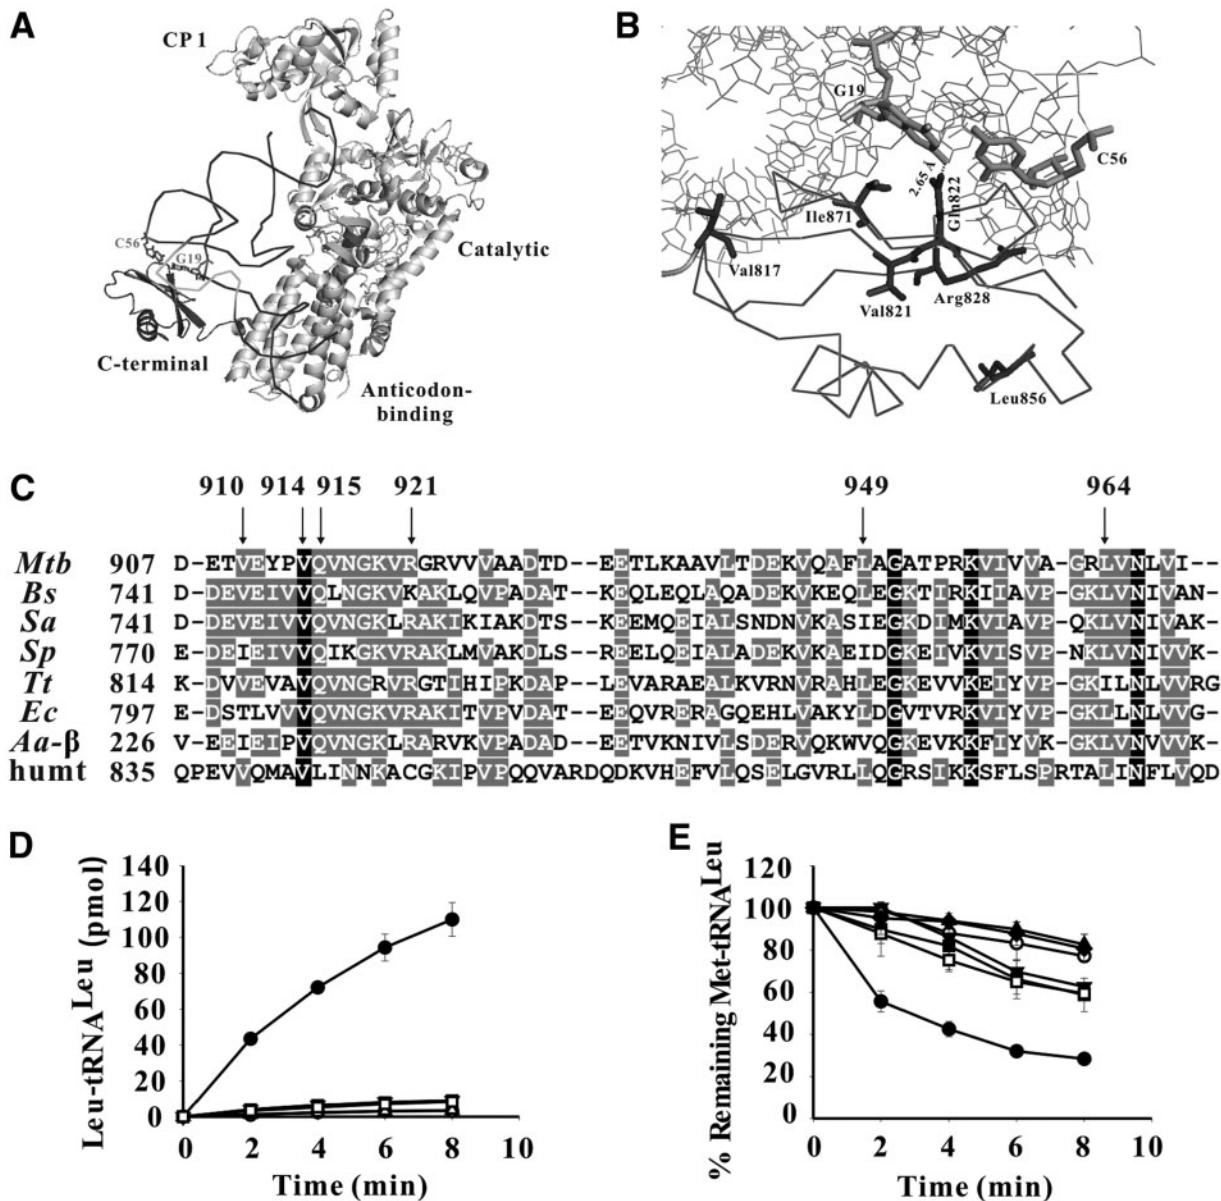 A
CP 1
C56
G19
Catalytic
C-terminal
Anticodon-
binding
B
G19
C56
2.65 Å
Gln822
Ile871
Val817
Val821
Arg828
Leu856
C
910 914 915 921 949 964
Mtb 907 D-ETVEYPVQVNGKVRGRVVVAADTD--EETLKAAVLTDEKVQAFLAGATPRKVIVVA-GRLVNLVI--
Bs 741 D-DEVEIVVQLNGKVKAKLQVPADAT--KEQLEQLAQADEKVKEQLEGKTIRKIIAVP-GKLVNIVAN-
Sa 741 D-DEVEIVVQVNGKLRAKIKIAKDTS--KEEMQEIALSNDNVKASIEGKDIMKVIAVP-QKLVNIVAK-
Sp 770 E-DEIEIVVQIKGKVRAKLMVAKDLS--REELQEIALADEKVKAEIDGKEIVKVISVP-NKLVNIVVK-
Tt 814 K-DVVEVAVQVNGRVRGTIHIPKDAP--LEVARAEALKVRNVRAHLEGKEVVKEIYVP-GKILNLVVRG
Ec 797 E-DSTLVVVQVNGKVRAKITVPVDAT--EEQVRERAGQEHLVAKYLDGVTVRKVIYVP-GKLLNLVVG-
Aa-β 226 V-EEIEIPVQVNGKLRARVKVPADAD--EETVKNIVLSDERVQKWVQGKEVKKFIYVK-GKLVNVVVR-
humt 835 QPEVVQMAVLINNKACGKIPVPQQVARDQDKVHEFVLQSELGVRLLQGRSIKKSFLSPRTALINFLVQD
D
Leu-tRNALeu (pmol)
140
120
100
80
60
40
20
0
0 2 4 6 8 10
Time (min)
E
% Remaining Met-tRNALeu
120
100
80
60
40
20
0
0 2 4 6 8 10
Time (min)